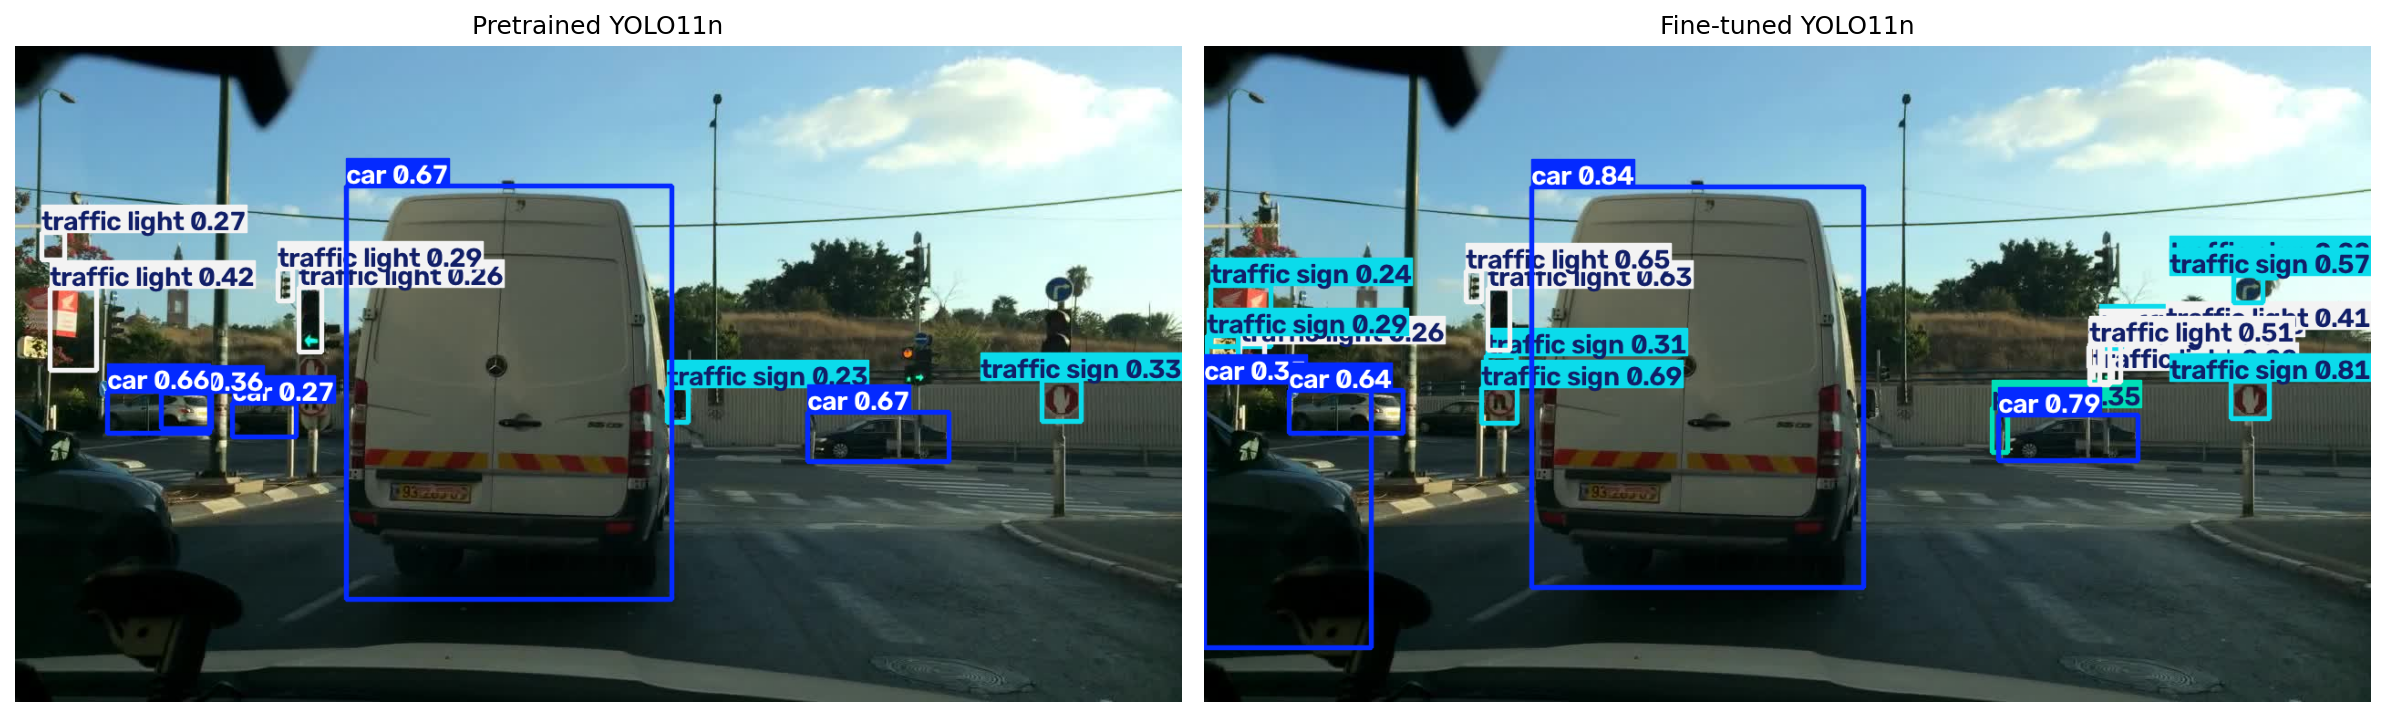 Pretrained YOLO11n
car 0.67
traffic light 0.27
traffic light 0.29
traffic light 0.42
traffic light 0.26
car 0.66
0.36
car 0.27
traffic sign 0.23
traffic sign 0.33
car 0.67
Fine-tuned YOLO11n
car 0.84
traffic light 0.65
traffic sign 0.24
traffic light 0.63
traffic sign 0.57
traffic sign 0.29
.26
traffic light 0.51
0.41
traffic sign 0.31
car 0.3
car 0.64
traffic sign 0.69
traffic sign 0.81
car 0.79
.35